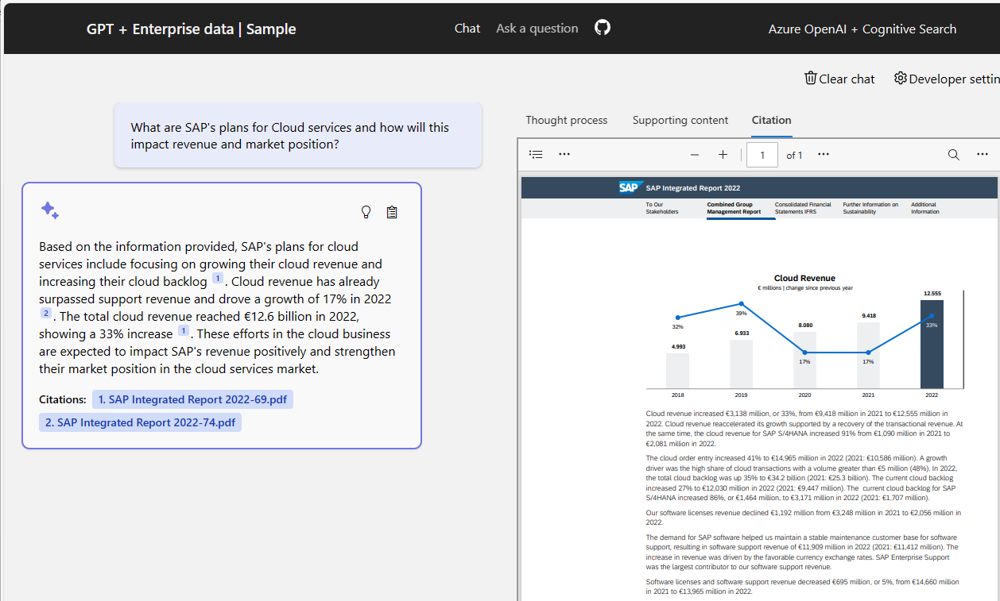 GPT + Enterprise data | Sample
Chat
Ask a question
Azure OpenAI + Cognitive Search
Clear chat
Developer settin
What are SAP's plans for Cloud services and how will this
impact revenue and market position?
Based on the information provided, SAP's plans for cloud
services include focusing on growing their cloud revenue and
increasing their cloud backlog 1 . Cloud revenue has already
surpassed support revenue and drove a growth of 17% in 2022
2 . The total cloud revenue reached €12.6 billion in 2022,
showing a 33% increase 1 . These efforts in the cloud business
are expected to impact SAP's revenue positively and strengthen
their market position in the cloud services market.
Citations: 1. SAP Integrated Report 2022-69.pdf
2. SAP Integrated Report 2022-74.pdf
Thought process
Supporting content
Citation
1 of 1
SAP SAP Integrated Report 2022
To Our
Stakeholders
Combined Group
Management Report
Consolidated Financial
Statements IFRS
Further Information on
Sustainability
Additional
Information
Cloud Revenue
€ millions | change since previous year
4.993
6.933
8.080
9.418
12.555
32%
39%
17%
17%
33%
2018
2019
2020
2021
2022
Cloud revenue increased €3,138 million, or 33%, from €9,418 million in 2021 to €12,555 million in
2022. Cloud revenue reaccelerated its growth supported by a recovery of the transactional revenue. At
the same time, the cloud revenue for SAP S/4HANA increased 91% from €1,090 million in 2021 to
€2,081 million in 2022.
The cloud order entry increased 41% to €14,965 million in 2022 (2021: €10,586 million). A growth
driver was the high share of cloud transactions with a volume greater than €5 million (48%). In 2022,
the total cloud backlog was up 35% to €34.2 billion (2021: €25.3 billion). The current cloud backlog
increased 27% to €12,030 million in 2022 (2021: €9,447 million). The current cloud backlog for SAP
S/4HANA increased 86%, or €1,464 million, to €3,171 million in 2022 (2021: €1,707 million).
Our software licenses revenue declined €1,192 million from €3,248 million in 2021 to €2,056 million in
2022.
The demand for SAP software helped us maintain a stable maintenance customer base for software
support, resulting in software support revenue of €11,909 million in 2022 (2021: €11,412 million). The
increase in revenue was driven by the favorable currency exchange rates. SAP Enterprise Support
was the largest contributor to our software support revenue.
Software licenses and software support revenue decreased €695 million, or 5%, from €14,660 million
in 2021 to €13,965 million in 2022.